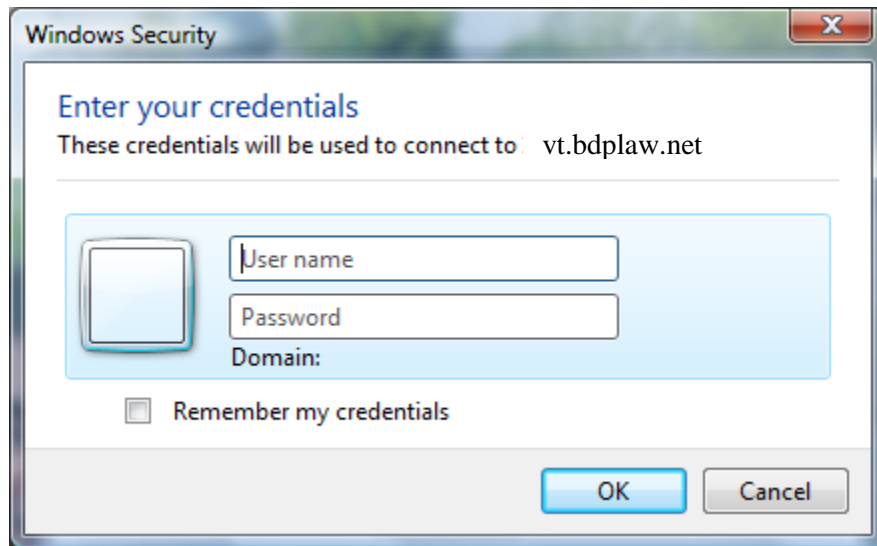 Windows Security
Enter your credentials
These credentials will be used to connect to vt.bdplaw.net
User name
Password
Domain:
Remember my credentials
OK Cancel